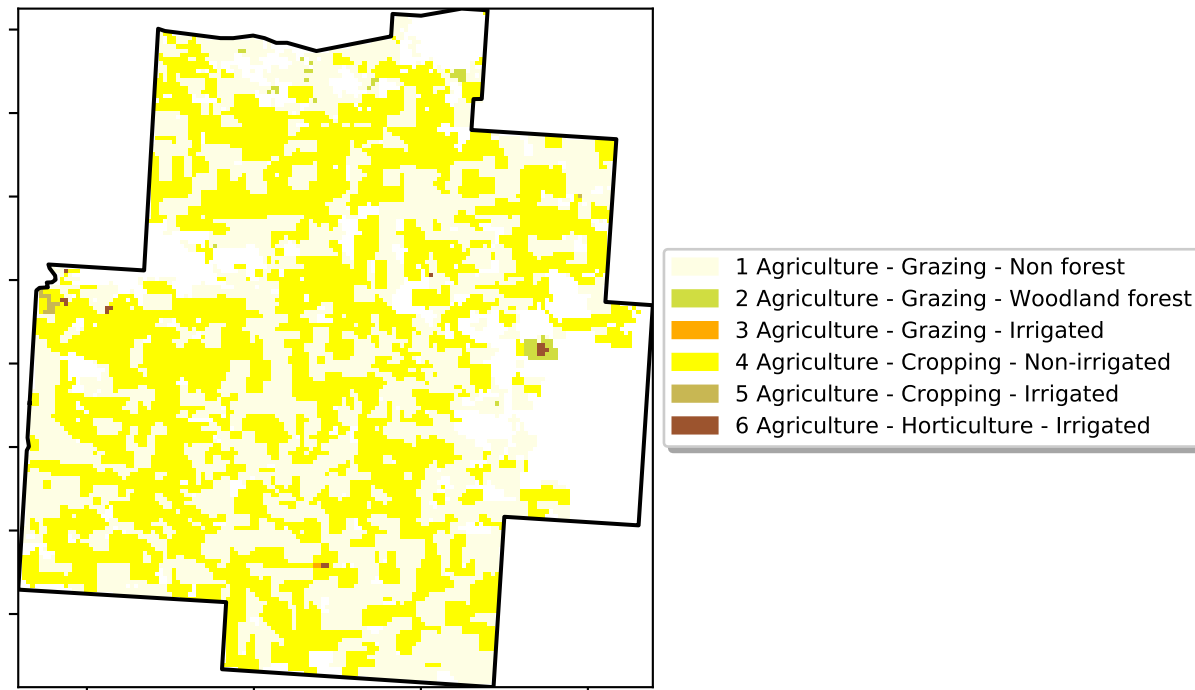 1 Agriculture - Grazing - Non forest
2 Agriculture - Grazing - Woodland forest
3 Agriculture - Grazing - Irrigated
4 Agriculture - Cropping - Non-irrigated
5 Agriculture - Cropping - Irrigated
6 Agriculture - Horticulture - Irrigated